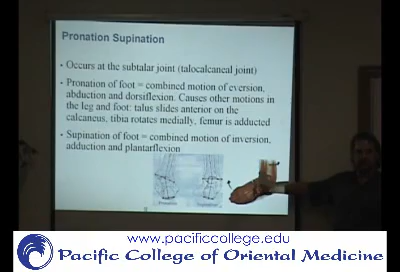 Pronation Supination
• Occurs at the subtalar joint (talocalcaneal joint)
• Pronation of foot = combined motion of eversion,
abduction and dorsiflexion. Causes other motions in
the leg and foot: talus slides anterior on the
calcaneus, tibia rotates medially, femur is adducted
• Supination of foot = combined motion of inversion,
adduction and plantarflexion
Pronation Supination
www.pacificcollege.edu
Pacific College of Oriental Medicine